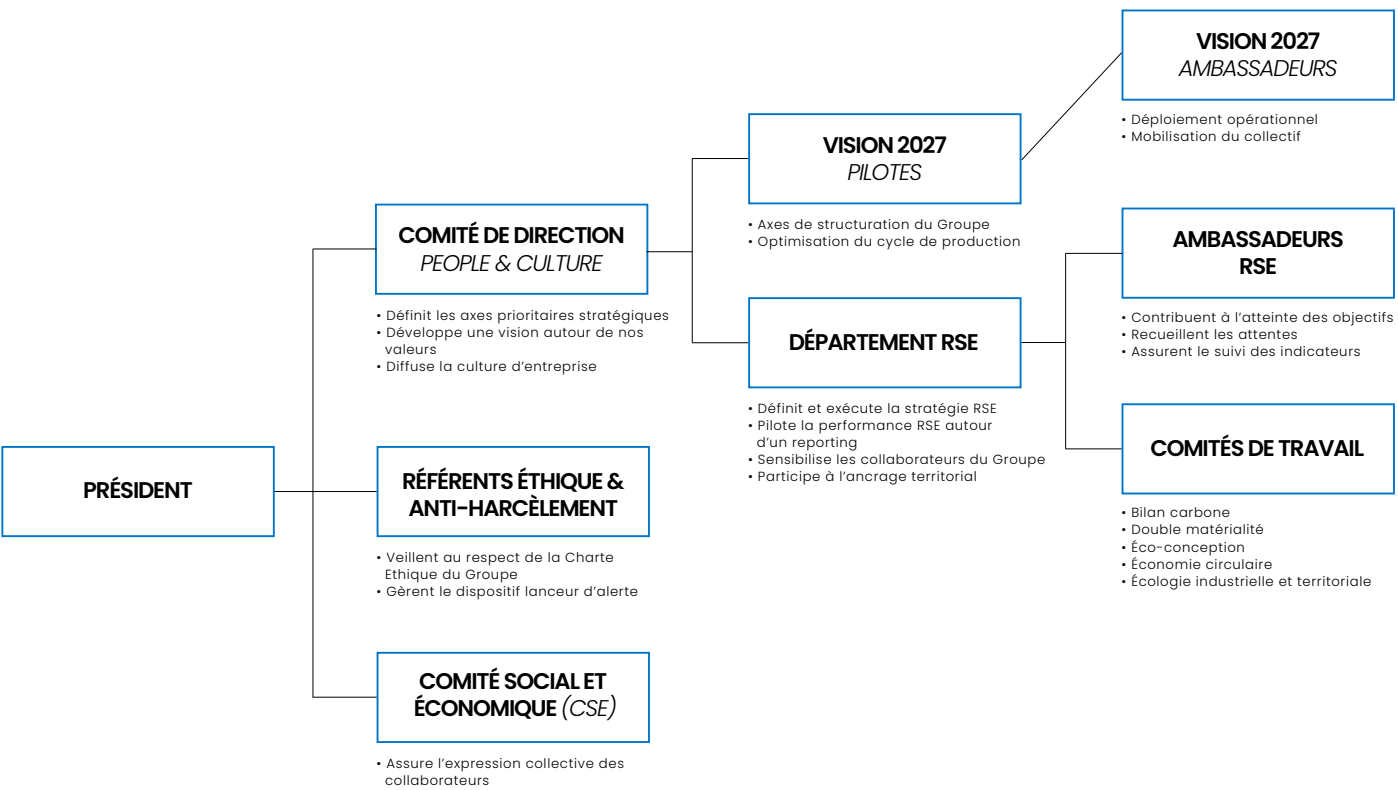 PRÉSIDENT
COMITÉ DE DIRECTION
PEOPLE & CULTURE
• Définit les axes prioritaires stratégiques
• Développe une vision autour de nos
valeurs
• Diffuse la culture d’entreprise
RÉFÉRENTS ÉTHIQUE &
ANTI-HARCÈLEMENT
• Veillent au respect de la Charte
Ethique du Groupe
• Gèrent le dispositif lanceur d’alerte
COMITÉ SOCIAL ET
ÉCONOMIQUE (CSE)
• Assure l’expression collective des
collaborateurs
VISION 2027
PILOTES
• Axes de structuration du Groupe
• Optimisation du cycle de production
DÉPARTEMENT RSE
• Définit et exécute la stratégie RSE
• Pilote la performance RSE autour
d’un reporting
• Sensibilise les collaborateurs du Groupe
• Participe à l’ancrage territorial
VISION 2027
AMBASSADEURS
• Déploiement opérationnel
• Mobilisation du collectif
AMBASSADEURS
RSE
• Contribuent à l’atteinte des objectifs
• Recueillent les attentes
• Assurent le suivi des indicateurs
COMITÉS DE TRAVAIL
• Bilan carbone
• Double matérialité
• Éco-conception
• Économie circulaire
• Écologie industrielle et territoriale